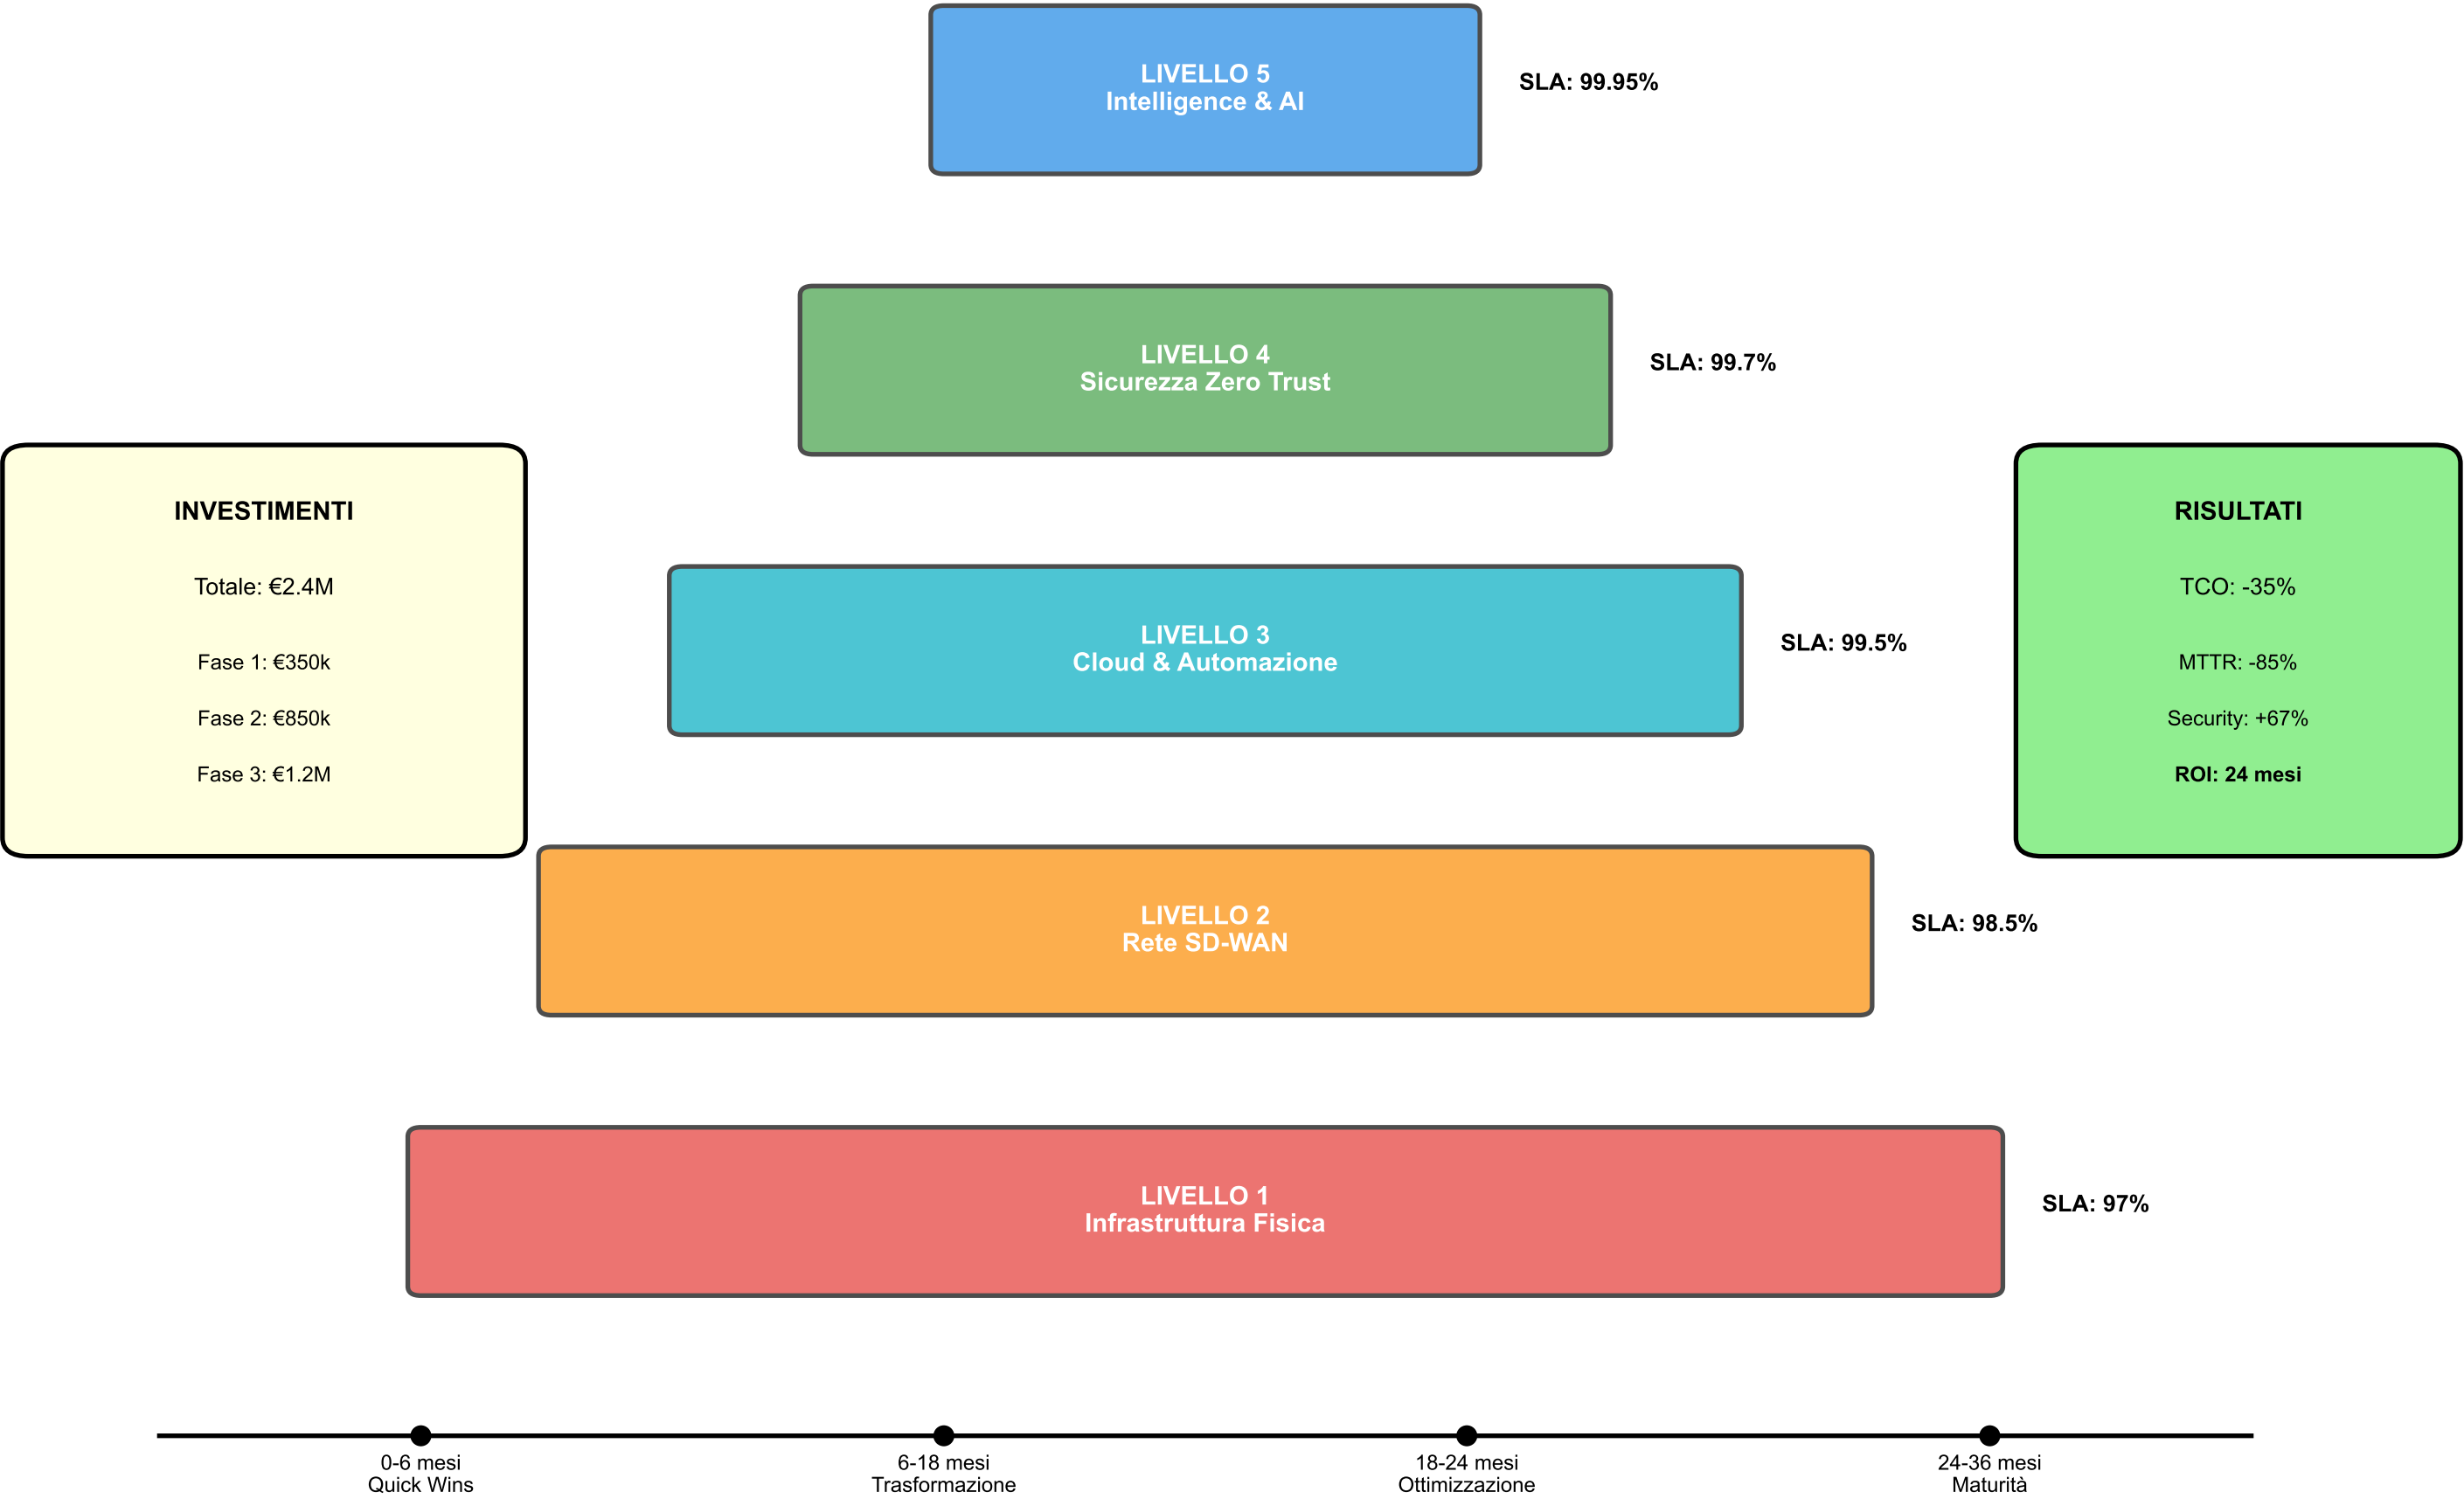 LIVELLO 5
Intelligence & AI
SLA: 99.95%
LIVELLO 4
Sicurezza Zero Trust
SLA: 99.7%
INVESTIMENTI
Totale: €2.4M
Fase 1: €350k
Fase 2: €850k
Fase 3: €1.2M
LIVELLO 3
Cloud & Automazione
SLA: 99.5%
RISULTATI
TCO: -35%
MTTR: -85%
Security: +67%
ROI: 24 mesi
LIVELLO 2
Rete SD-WAN
SLA: 98.5%
LIVELLO 1
Infrastruttura Fisica
SLA: 97%
0-6 mesi
Quick Wins
6-18 mesi
Trasformazione
18-24 mesi
Ottimizzazione
24-36 mesi
Maturità